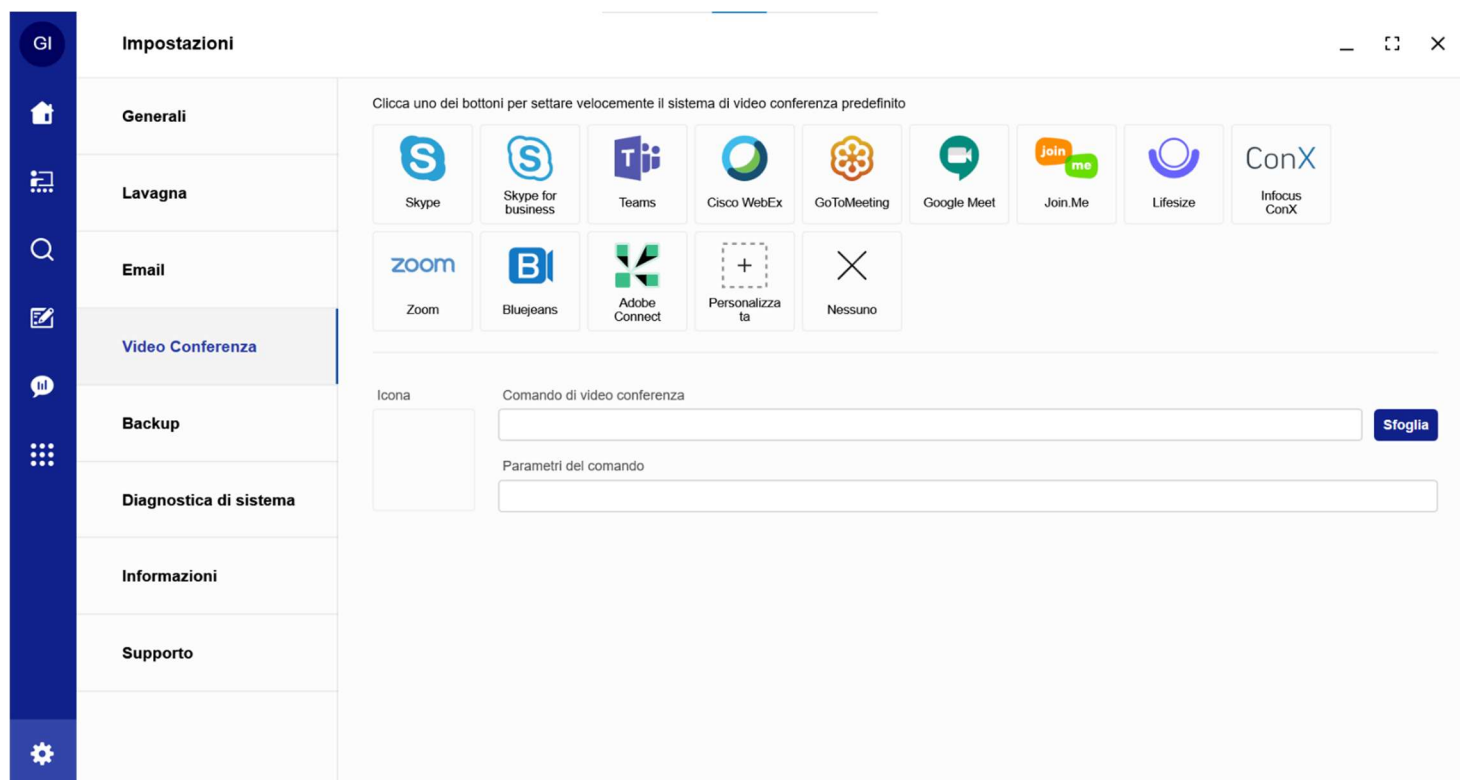 GI
Impostazioni
Generali
Lavagna
Email
Video Conferenza
Backup
Diagnostica di sistema
Informazioni
Supporto
Clicca uno dei bottoni per settare velocemente il sistema di video conferenza predefinito
S
Skype
S
Skype for
business
T
Teams
Cisco WebEx
GoToMeeting
Google Meet
join
me
Join.Me
Lifesize
ConX
Infocus
ConX
zoom
Zoom
B
Bluejeans
Adobe
Connect
Personalizza
ta
Nessuno
Icona
Comando di video conferenza
Sfoglia
Parametri del comando